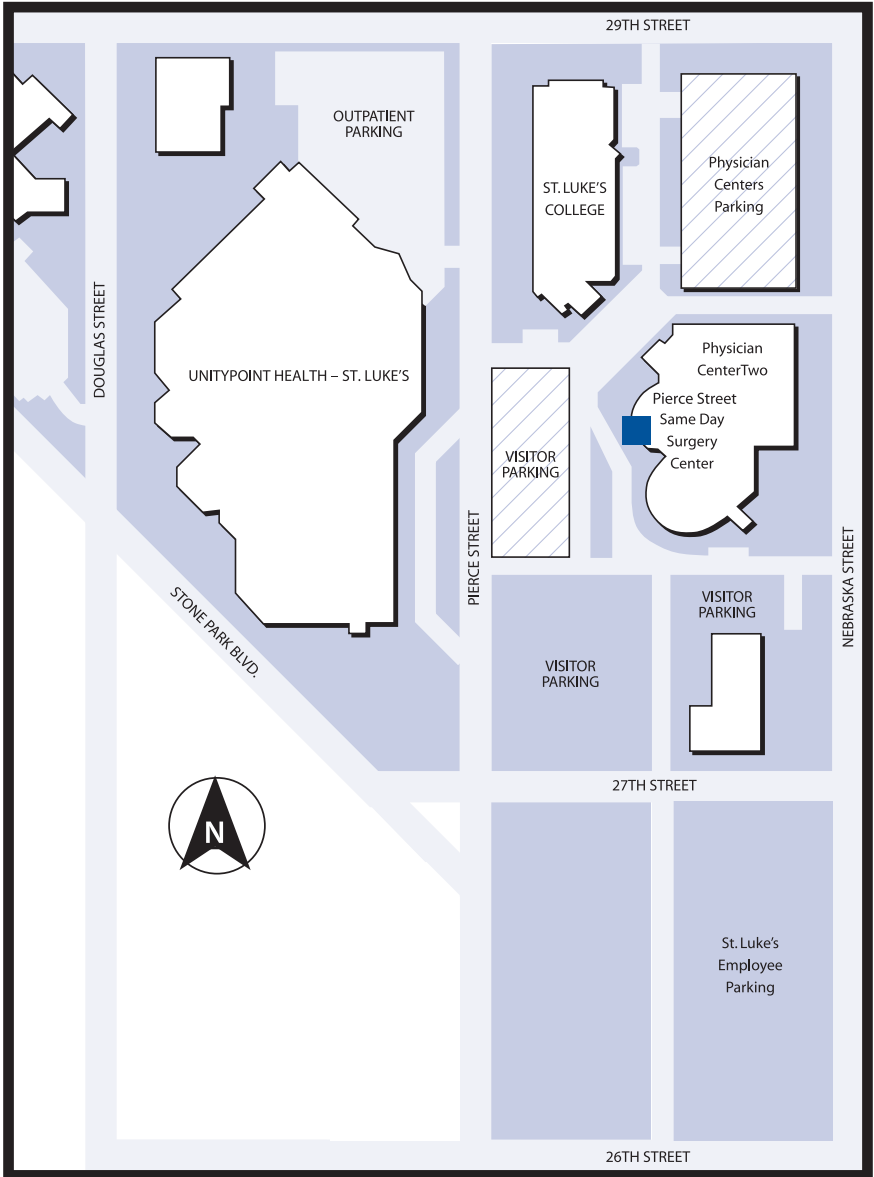 29TH STREET
OUTPATIENT
PARKING
Physician
Centers
Parking
ST. LUKE'S
COLLEGE
DOUGLAS STREET
UNITYPOINT HEALTH – ST. LUKE'S
Physician
CenterTwo
Pierce Street
Same Day
Surgery
Center
VISITOR
PARKING
PIERCE STREET
NEBRASKA STREET
STONE PARK BLVD.
VISITOR
PARKING
VISITOR
PARKING
27TH STREET
N
St. Luke's
Employee
Parking
26TH STREET